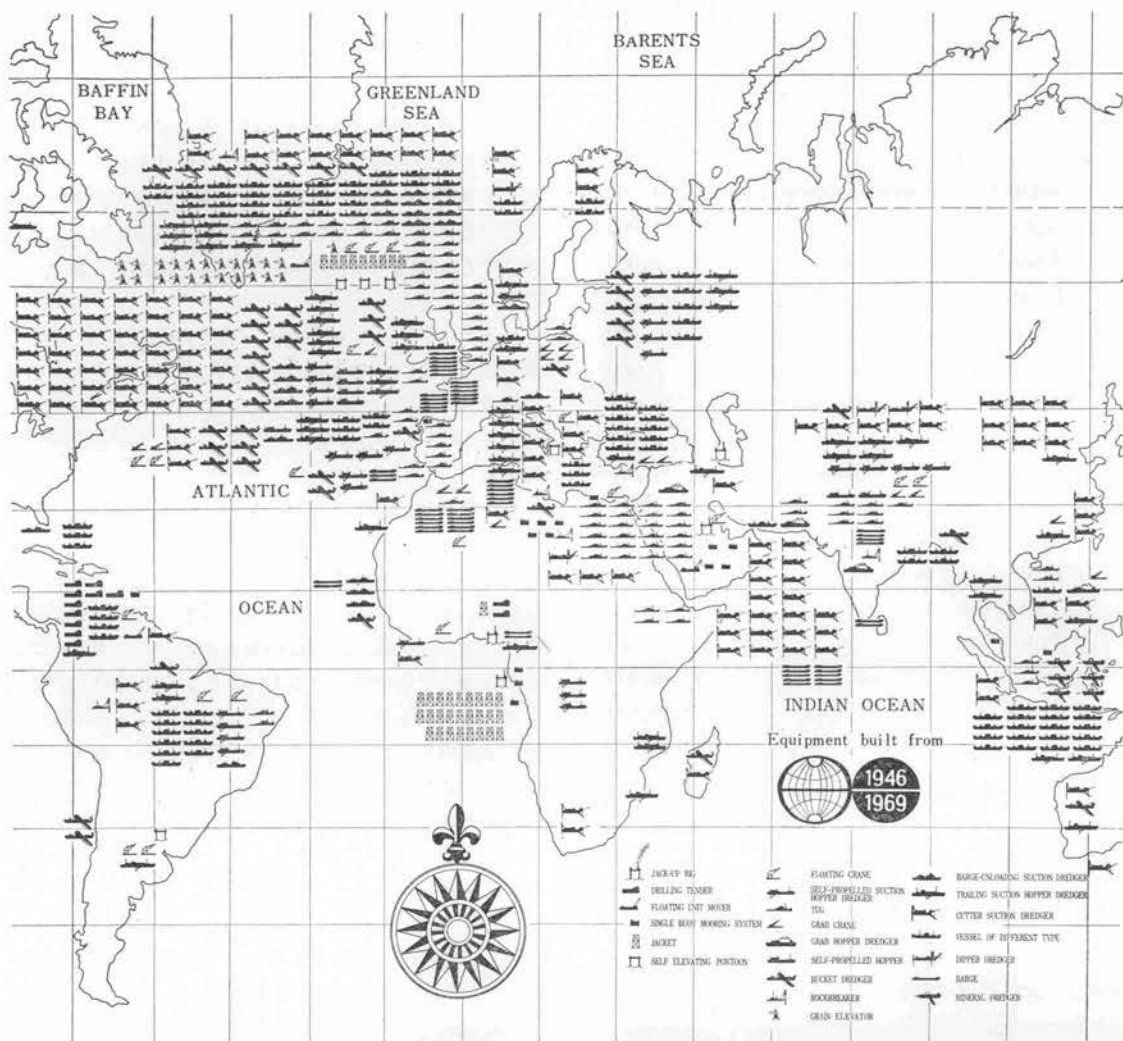 BARENTS
SEA
BAFFIN
BAY
GREENLAND
SEA
ATLANTIC
OCEAN
INDIAN OCEAN
Equipment built from
1946
1969
JACK-UP RIG
DRILLING TENDER
FLOATING UNIT MOVER
SINGLE BUOY MOORING SYSTEM
JACKET
SELF ELEVATING PONTOON
FLOATING CRANE
SELF-PROPELLED SUCTION
HOPPER DREDGER
TUG
GRAB CRANE
GRAB HOPPER DREDGER
SELF-PROPELLED HOPPER
BUCKET DREDGER
ROCKBREAKER
GRAIN ELEVATOR
BARGE-UNLOADING SUCTION DREDGER
TRAILING SUCTION HOPPER DREDGER
CUTTER SUCTION DREDGER
VESSEL OF DIFFERENT TYPE
DIPPER DREDGER
BARGE
MINERAL DREDGER